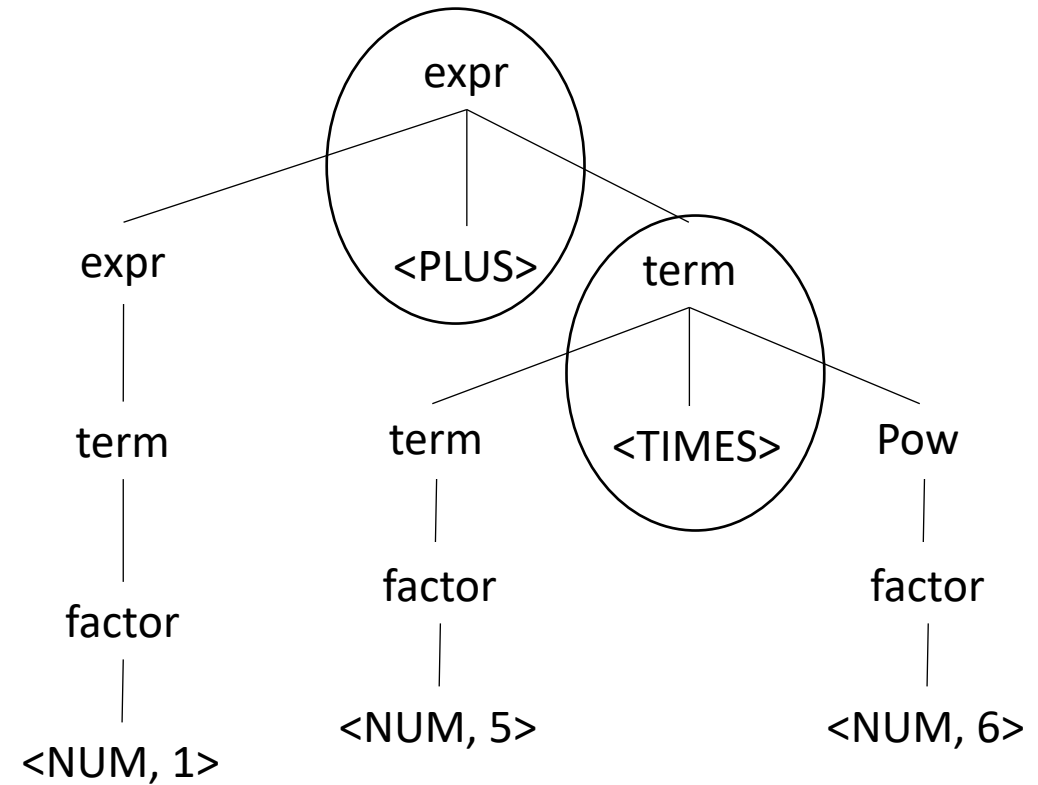 expr
expr
<PLUS>
term
term
term
<TIMES>
Pow
factor
factor
factor
<NUM, 1>
<NUM, 5>
<NUM, 6>